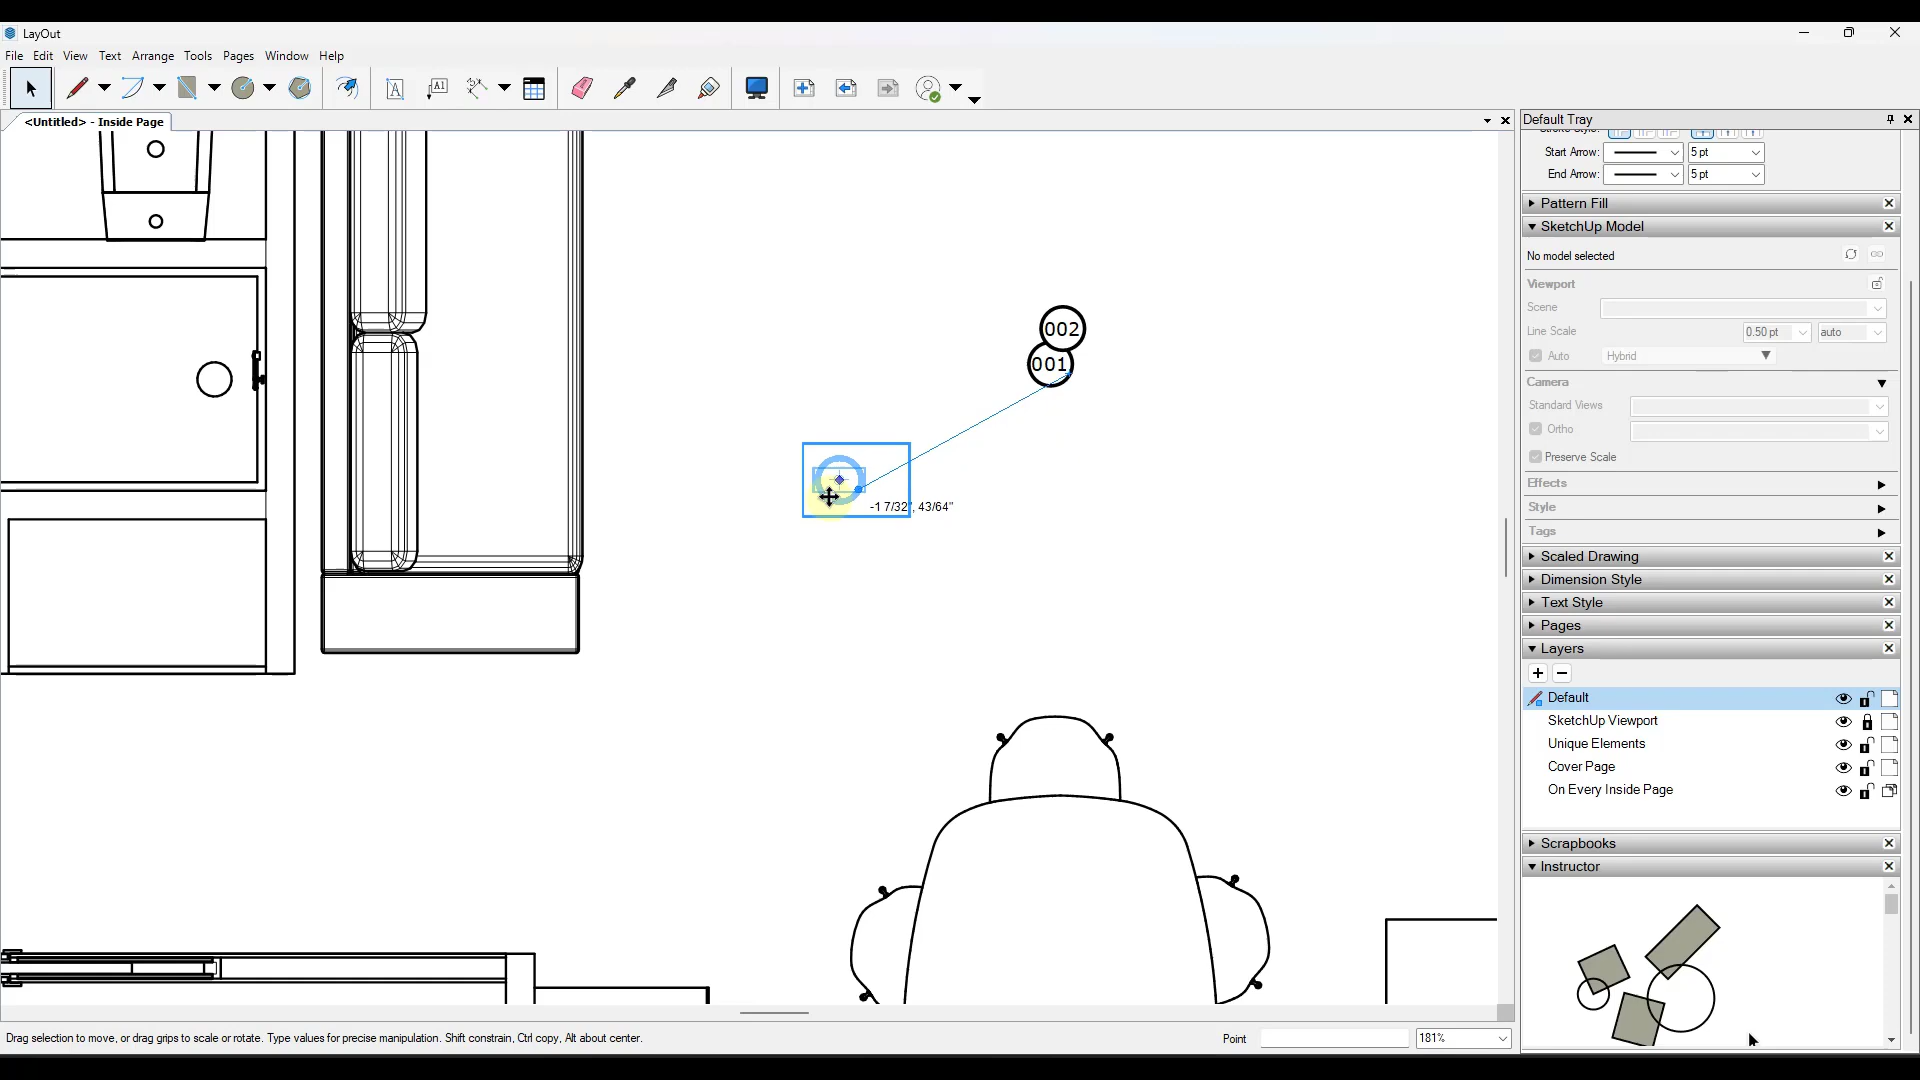 LayOut
File Edit View Text Arrange Tools Pages Window Help
<Untitled> - Inside Page
Default Tray
Start Arrow: 5 pt
End Arrow: 5 pt
Pattern Fill
SketchUp Model
No model selected
Viewport
Scene
Line Scale 0.50 pt auto
Auto Hybrid
Camera
Standard Views
Ortho
Preserve Scale
Effects
Style
Tags
Scaled Drawing
Dimension Style
Text Style
Pages
Layers
Default
SketchUp Viewport
Unique Elements
Cover Page
On Every Inside Page
Scrapbooks
Instructor
002
001
-1 7/32", 43/64"
Drag selection to move, or drag grips to scale or rotate. Type values for precise manipulation. Shift constrain, Ctrl copy, Alt about center.
Point
181%